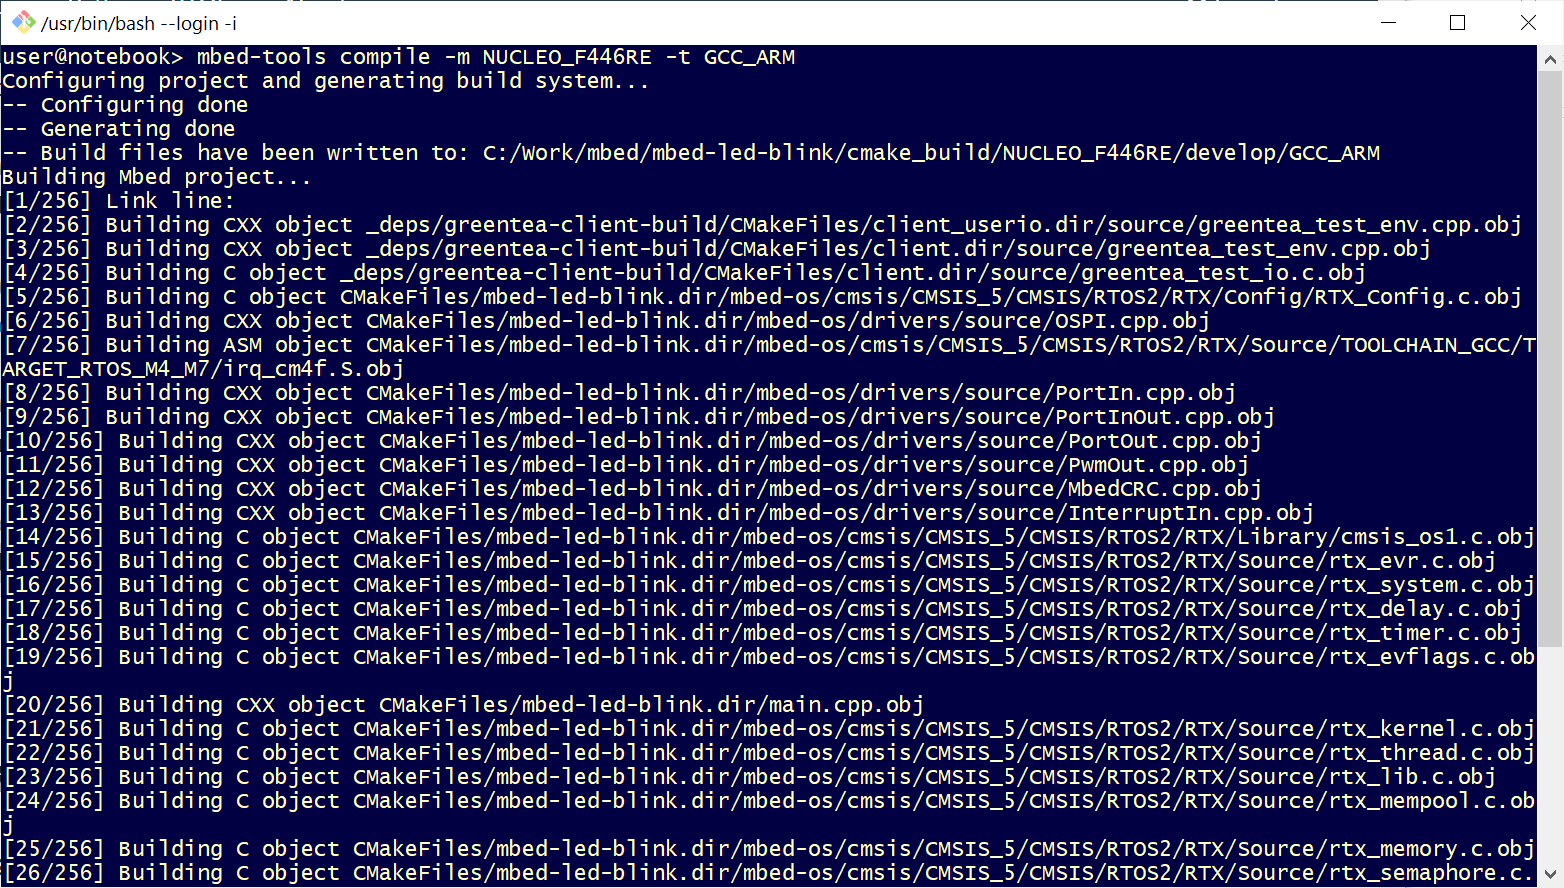 /usr/bin/bash --login -i
user@notebook> mbed-tools compile -m NUCLEO_F446RE -t GCC_ARM
Configuring project and generating build system...
-- Configuring done
-- Generating done
-- Build files have been written to: C:/Work/mbed/mbed-led-blink/cmake_build/NUCLEO_F446RE/develop/GCC_ARM
Building Mbed project...
[1/256] Link line:
[2/256] Building CXX object _deps/greentea-client-build/CMakeFiles/client_userio.dir/source/greentea_test_env.cpp.obj
[3/256] Building CXX object _deps/greentea-client-build/CMakeFiles/client.dir/source/greentea_test_env.cpp.obj
[4/256] Building C object _deps/greentea-client-build/CMakeFiles/client.dir/source/greentea_test_io.c.obj
[5/256] Building C object CMakeFiles/mbed-led-blink.dir/mbed-os/cmsis/CMSIS_5/CMSIS/RTOS2/RTX/Config/RTX_Config.c.obj
[6/256] Building CXX object CMakeFiles/mbed-led-blink.dir/mbed-os/drivers/source/OSPI.cpp.obj
[7/256] Building ASM object CMakeFiles/mbed-led-blink.dir/mbed-os/cmsis/CMSIS_5/CMSIS/RTOS2/RTX/Source/TOOLCHAIN_GCC/T
ARGET_RTOS_M4_M7/irq_cm4f.S.obj
[8/256] Building CXX object CMakeFiles/mbed-led-blink.dir/mbed-os/drivers/source/PortIn.cpp.obj
[9/256] Building CXX object CMakeFiles/mbed-led-blink.dir/mbed-os/drivers/source/PortInOut.cpp.obj
[10/256] Building CXX object CMakeFiles/mbed-led-blink.dir/mbed-os/drivers/source/PortOut.cpp.obj
[11/256] Building CXX object CMakeFiles/mbed-led-blink.dir/mbed-os/drivers/source/PwmOut.cpp.obj
[12/256] Building CXX object CMakeFiles/mbed-led-blink.dir/mbed-os/drivers/source/MbedCRC.cpp.obj
[13/256] Building CXX object CMakeFiles/mbed-led-blink.dir/mbed-os/drivers/source/InterruptIn.cpp.obj
[14/256] Building C object CMakeFiles/mbed-led-blink.dir/mbed-os/cmsis/CMSIS_5/CMSIS/RTOS2/RTX/Library/cmsis_os1.c.obj
[15/256] Building C object CMakeFiles/mbed-led-blink.dir/mbed-os/cmsis/CMSIS_5/CMSIS/RTOS2/RTX/Source/rtx_evr.c.obj
[16/256] Building C object CMakeFiles/mbed-led-blink.dir/mbed-os/cmsis/CMSIS_5/CMSIS/RTOS2/RTX/Source/rtx_system.c.obj
[17/256] Building C object CMakeFiles/mbed-led-blink.dir/mbed-os/cmsis/CMSIS_5/CMSIS/RTOS2/RTX/Source/rtx_delay.c.obj
[18/256] Building C object CMakeFiles/mbed-led-blink.dir/mbed-os/cmsis/CMSIS_5/CMSIS/RTOS2/RTX/Source/rtx_timer.c.obj
[19/256] Building C object CMakeFiles/mbed-led-blink.dir/mbed-os/cmsis/CMSIS_5/CMSIS/RTOS2/RTX/Source/rtx_evflags.c.ob
j
[20/256] Building CXX object CMakeFiles/mbed-led-blink.dir/main.cpp.obj
[21/256] Building C object CMakeFiles/mbed-led-blink.dir/mbed-os/cmsis/CMSIS_5/CMSIS/RTOS2/RTX/Source/rtx_kernel.c.obj
[22/256] Building C object CMakeFiles/mbed-led-blink.dir/mbed-os/cmsis/CMSIS_5/CMSIS/RTOS2/RTX/Source/rtx_thread.c.obj
[23/256] Building C object CMakeFiles/mbed-led-blink.dir/mbed-os/cmsis/CMSIS_5/CMSIS/RTOS2/RTX/Source/rtx_lib.c.obj
[24/256] Building C object CMakeFiles/mbed-led-blink.dir/mbed-os/cmsis/CMSIS_5/CMSIS/RTOS2/RTX/Source/rtx_mempool.c.ob
j
[25/256] Building C object CMakeFiles/mbed-led-blink.dir/mbed-os/cmsis/CMSIS_5/CMSIS/RTOS2/RTX/Source/rtx_memory.c.obj
[26/256] Building C object CMakeFiles/mbed-led-blink.dir/mbed-os/cmsis/CMSIS_5/CMSIS/RTOS2/RTX/Source/rtx_semaphore.c.